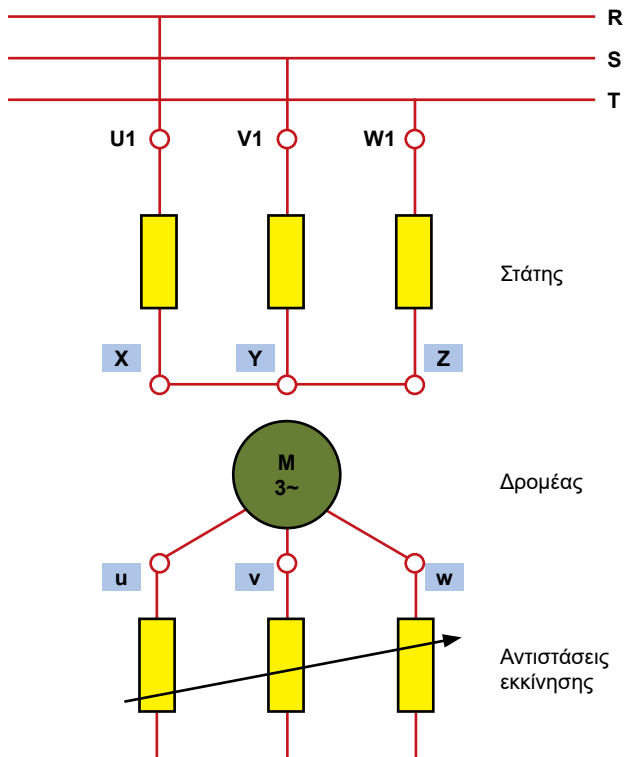 R
S
T
U1 V1 W1
Στάτης
X Y Z
M
3~
Δρομέας
u v w
Αντιστάσεις
εκκίνησης